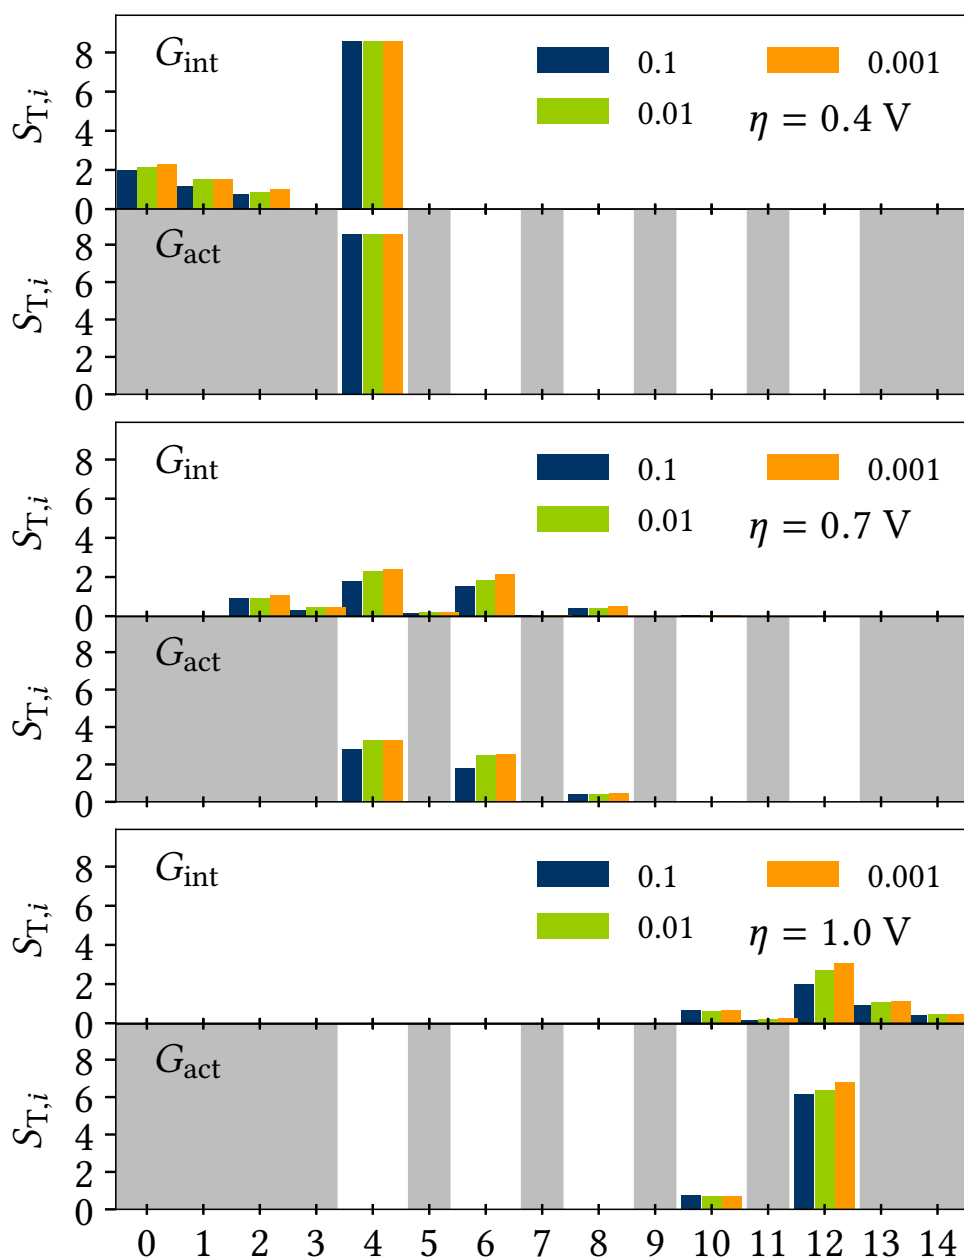 G_int
0.1
0.001
0.01
η = 0.4 V
8
6
4
2
0
S_T,i
G_act
8
6
4
2
0
S_T,i
G_int
0.1
0.001
0.01
η = 0.7 V
8
6
4
2
0
S_T,i
G_act
8
6
4
2
0
S_T,i
G_int
0.1
0.001
0.01
η = 1.0 V
8
6
4
2
0
S_T,i
G_act
8
6
4
2
0
S_T,i
0 1 2 3 4 5 6 7 8 9 10 11 12 13 14